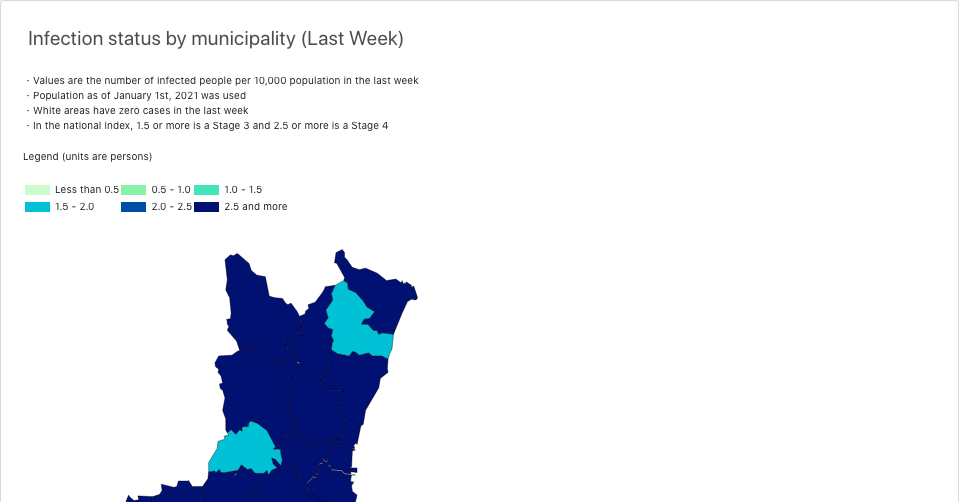 Infection status by municipality (Last Week)
· Values are the number of infected people per 10,000 population in the last week
· Population as of January 1st, 2021 was used
· White areas have zero cases in the last week
· In the national index, 1.5 or more is a Stage 3 and 2.5 or more is a Stage 4
Legend (units are persons)
Less than 0.5 0.5 - 1.0 1.0 - 1.5
1.5 - 2.0 2.0 - 2.5 2.5 and more